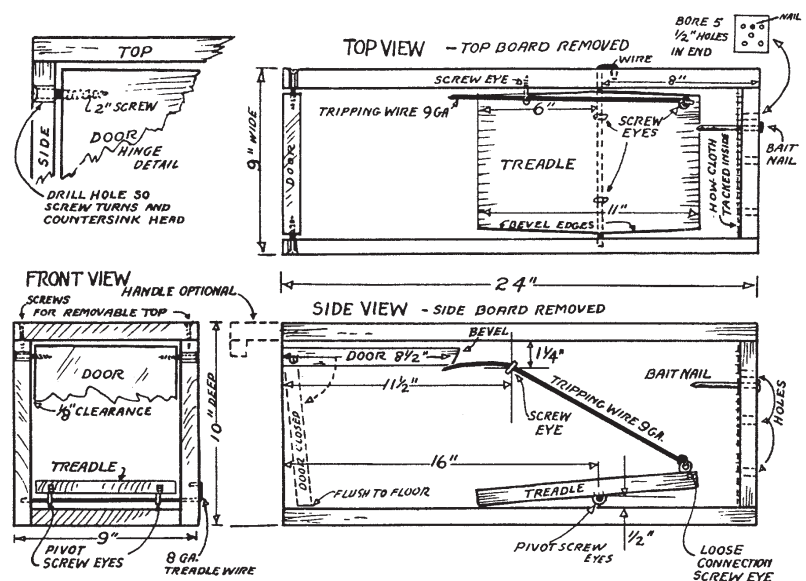 TOP
2" SCREW
DOOR
HINGE
DETAIL
SIDE
DRILL HOLE SO
SCREW TURNS AND
COUNTERSINK HEAD
TOP VIEW - TOP BOARD REMOVED
BORE 5
1/2" HOLES
IN END
NAIL
WIRE
SCREW EYE
8"
TRIPPING WIRE 9GA
6"
SCREW
EYES
9" WIDE
DOOR
TREADLE
HDW-CLOTH
TACKED INSIDE
BAIT
NAIL
11"
BEVEL EDGES
24"
FRONT VIEW
HANDLE OPTIONAL
SCREWS
FOR REMOVABLE TOP
DOOR
1/8" CLEARANCE
10" DEEP
TREADLE
9"
PIVOT
SCREW EYES
8 GA.
TREADLE WIRE
SIDE VIEW - SIDE BOARD REMOVED
BEVEL
DOOR 8 1/2"
1 1/4"
11 1/2"
BAIT NAIL
HOLES
TRIPPING WIRE 9GA.
SCREW
EYE
DOOR CLOSED
16"
FLUSH TO FLOOR
TREADLE
1/2"
PIVOT SCREW
EYES
LOOSE
CONNECTION
SCREW EYE